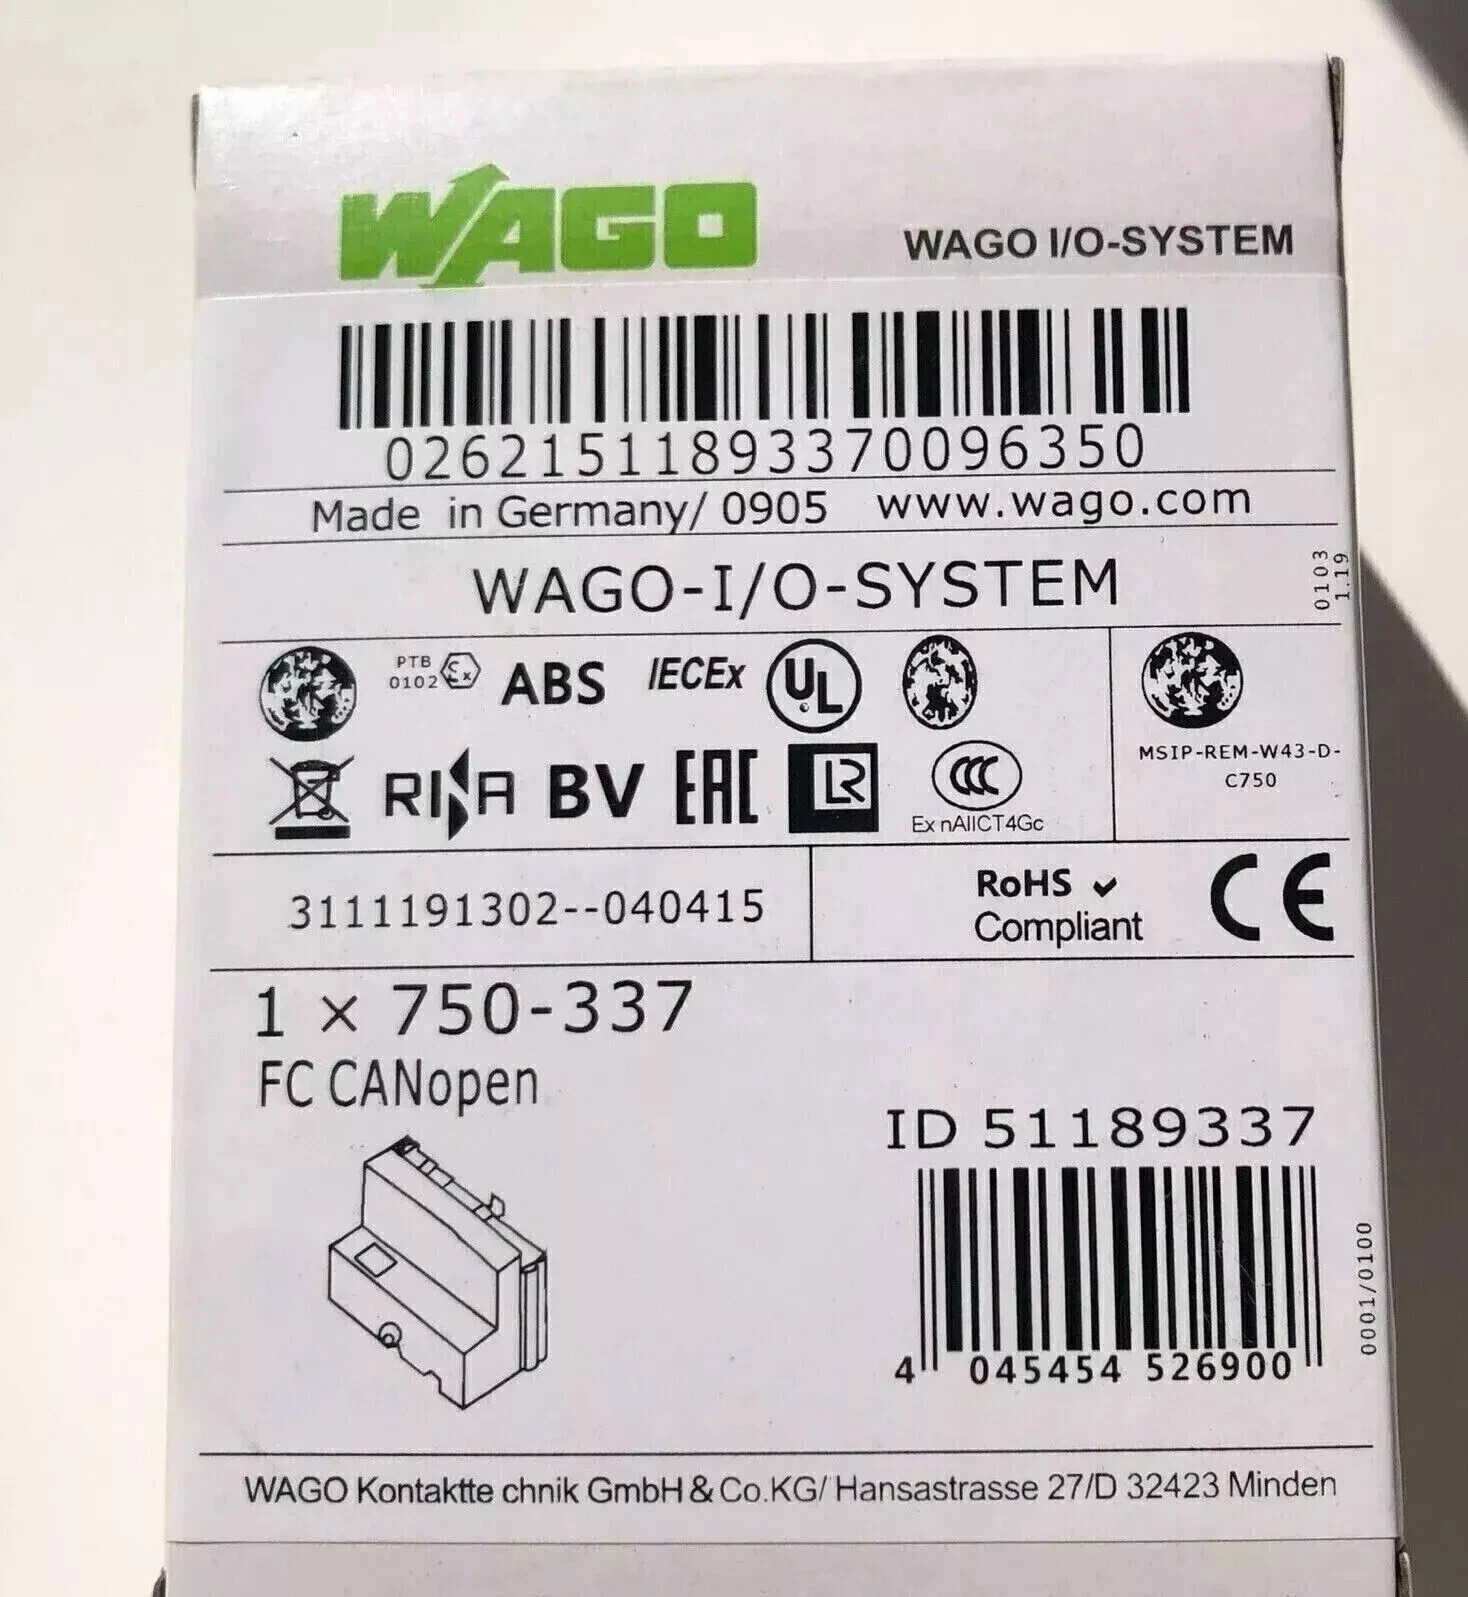 WAGO
WAGO I/O-SYSTEM
02621511893370096350
Made in Germany/ 0905 www.wago.com
WAGO-I/O-SYSTEM
0103
1.19
PTB
0102
Ex
ABS
IECEx
UL
RINA
BV
EAC
LR
CCC
Ex nAIICT4Gc
MSIP-REM-W43-D-
C750
3111191302--040415
RoHS ✓
Compliant
CE
1 × 750-337
FC CANopen
ID 51189337
4 045454 526900
0001/0100
WAGO Kontaktte chnik GmbH & Co.KG/ Hansastrasse 27/D 32423 Minden